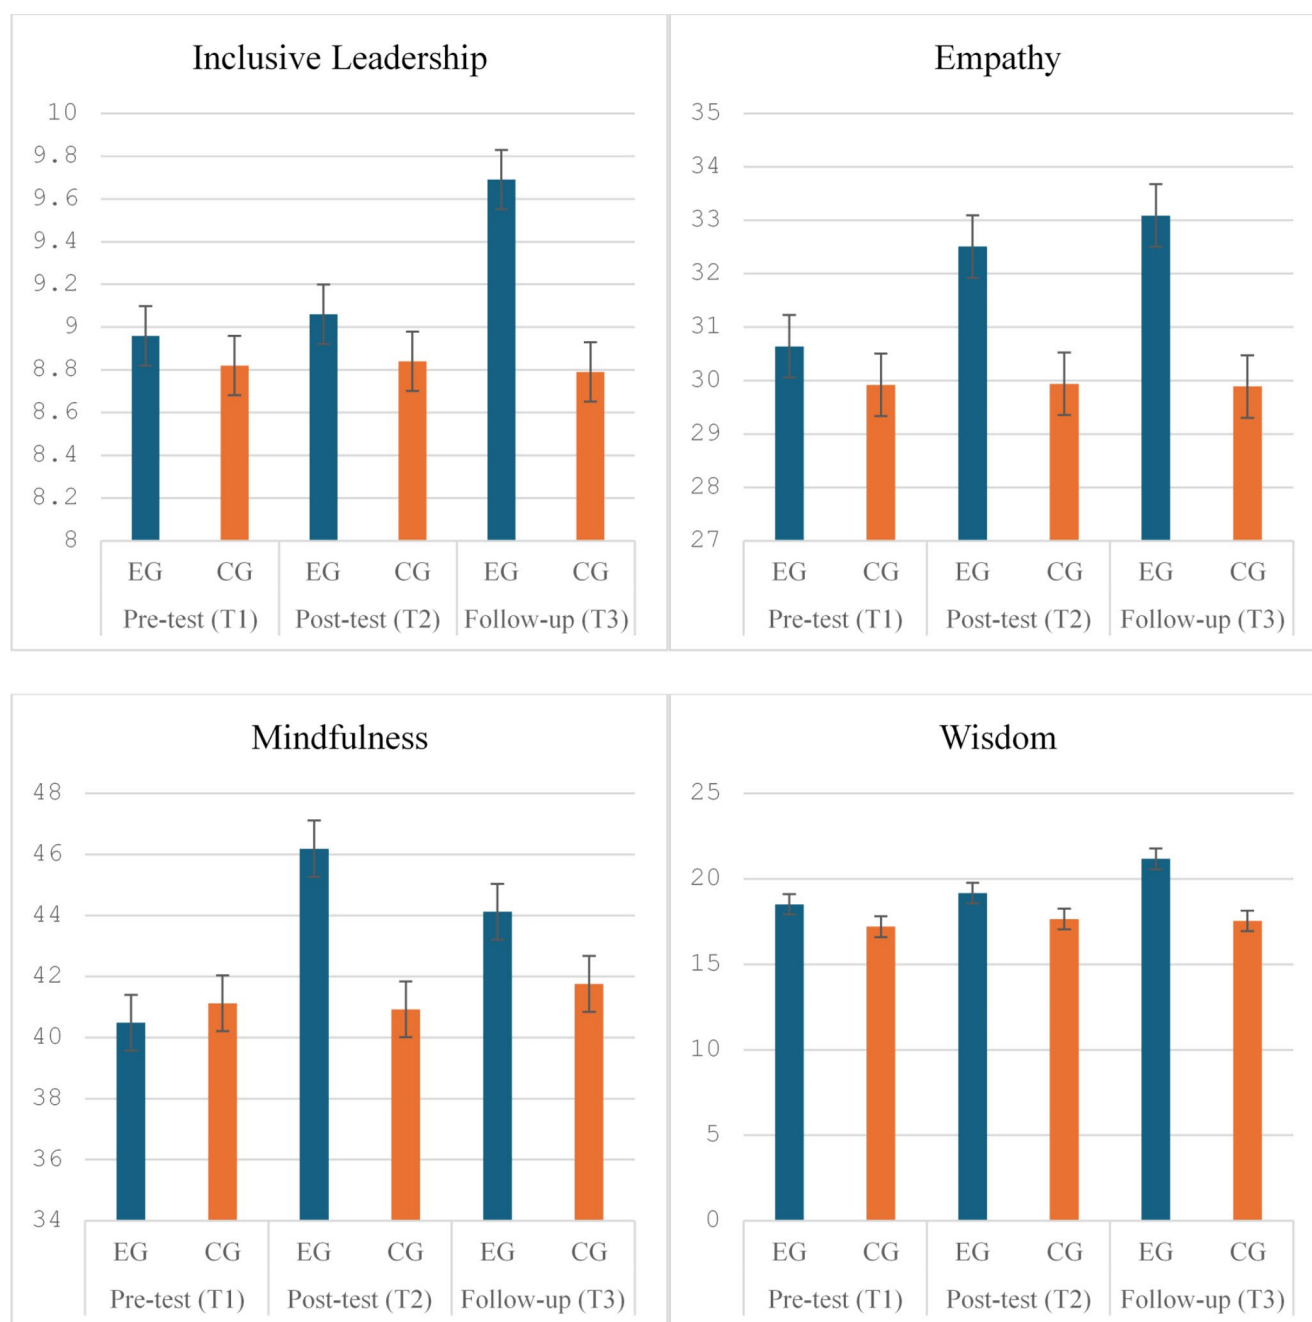 Inclusive Leadership
10
9.8
9.6
9.4
9.2
9
8.8
8.6
8.4
8.2
8
EG CG EG CG EG CG
Pre-test (T1) Post-test (T2) Follow-up (T3)
Empathy
35
34
33
32
31
30
29
28
27
EG CG EG CG EG CG
Pre-test (T1) Post-test (T2) Follow-up (T3)
Mindfulness
48
46
44
42
40
38
36
34
EG CG EG CG EG CG
Pre-test (T1) Post-test (T2) Follow-up (T3)
Wisdom
25
20
15
10
5
0
EG CG EG CG EG CG
Pre-test (T1) Post-test (T2) Follow-up (T3)